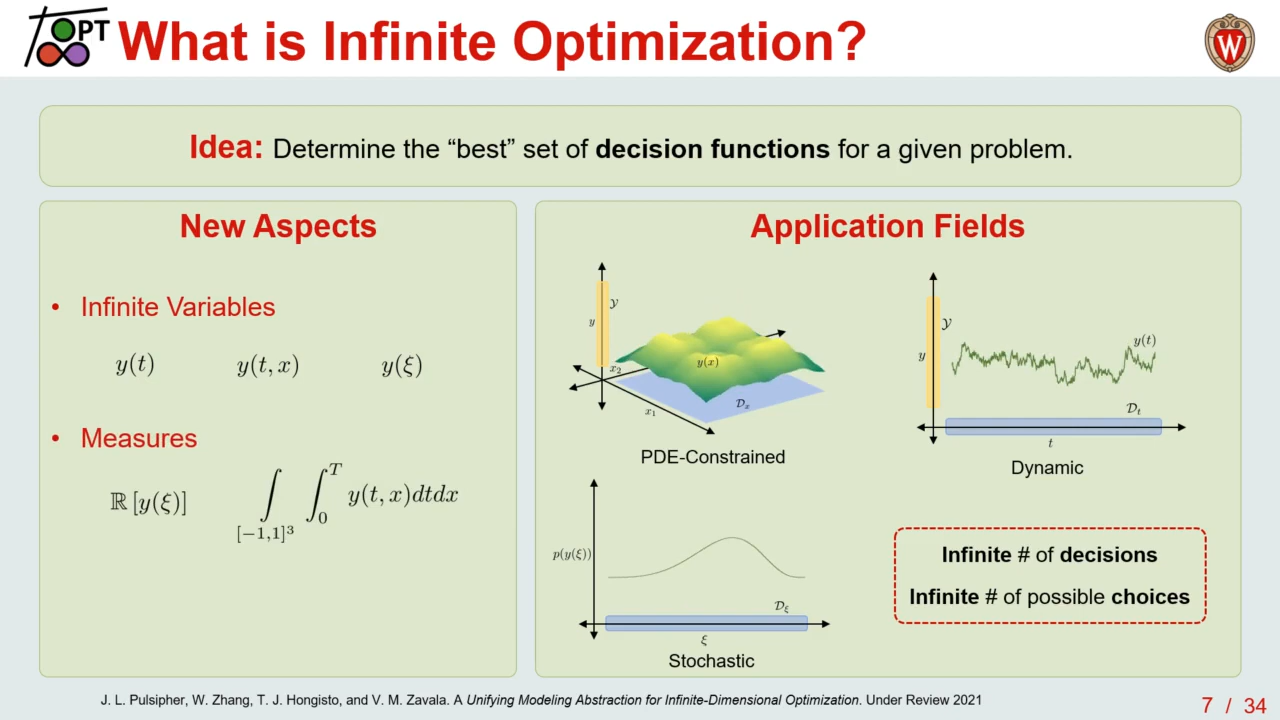 OPT
What is Infinite Optimization?
W
Idea: Determine the “best” set of decision functions for a given problem.
New Aspects
• Infinite Variables
y(t) y(t, x) y(ξ)
• Measures
ℝ [y(ξ)] ∫_{[−1,1]³} ∫₀ᵀ y(t, x)dtdx
Application Fields
𝒴
y
y(x)
x₂
x₁
𝒟ₓ
PDE-Constrained
𝒴
y
y(t)
𝒟ₜ
t
Dynamic
p(y(ξ))
𝒟_ξ
ξ
Stochastic
Infinite # of decisions
Infinite # of possible choices
J. L. Pulsipher, W. Zhang, T. J. Hongisto, and V. M. Zavala. A Unifying Modeling Abstraction for Infinite-Dimensional Optimization. Under Review 2021
7 / 34